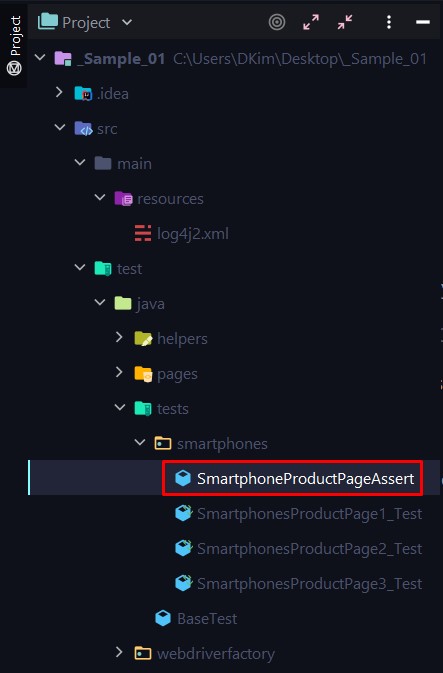 Project
Project
_Sample_01 C:\Users\DKim\Desktop\_Sample_01
.idea
src
main
resources
log4j2.xml
test
java
helpers
pages
tests
smartphones
SmartphoneProductPageAssert
SmartphonesProductPage1_Test
SmartphonesProductPage2_Test
SmartphonesProductPage3_Test
BaseTest
webdriverfactory